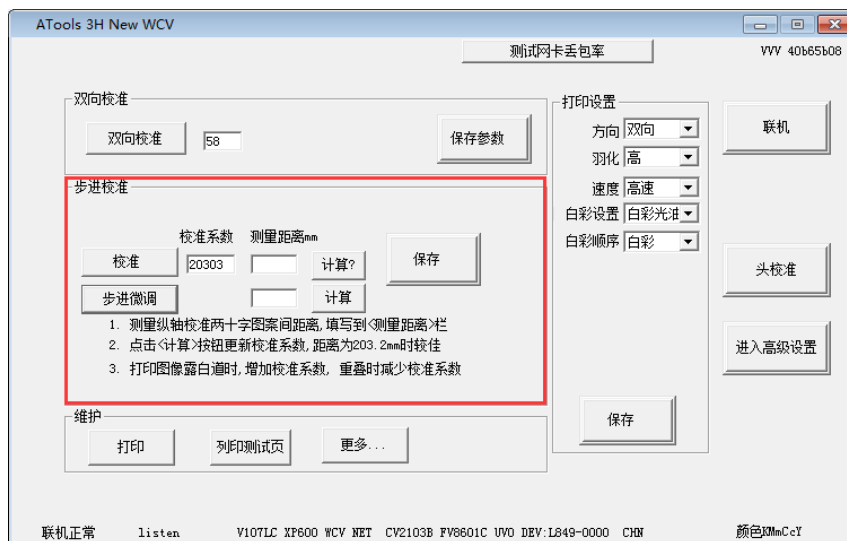 ATools 3H New WCV
测试网卡丢包率
VVV 40b65b08
双向校准
双向校准 58 保存参数
打印设置
方向 双向
羽化 高
速度 高速
白彩设置 白彩光油
白彩顺序 白彩
保存
联机
头校准
进入高级设置
步进校准
校准系数 测量距离mm
校准 20303 计算? 保存
步进微调 计算
1. 测量纵轴校准两十字图案间距离,填写到<测量距离>栏
2. 点击<计算>按钮更新校准系数,距离为203.2mm时较佳
3. 打印图像露白道时,增加校准系数, 重叠时减少校准系数
维护
打印 列印测试页 更多...
联机正常 listen V107LC XP600 WCV NET CV2103B FV8601C UV0 DEV:L849-0000 CHN 颜色KMmCcY